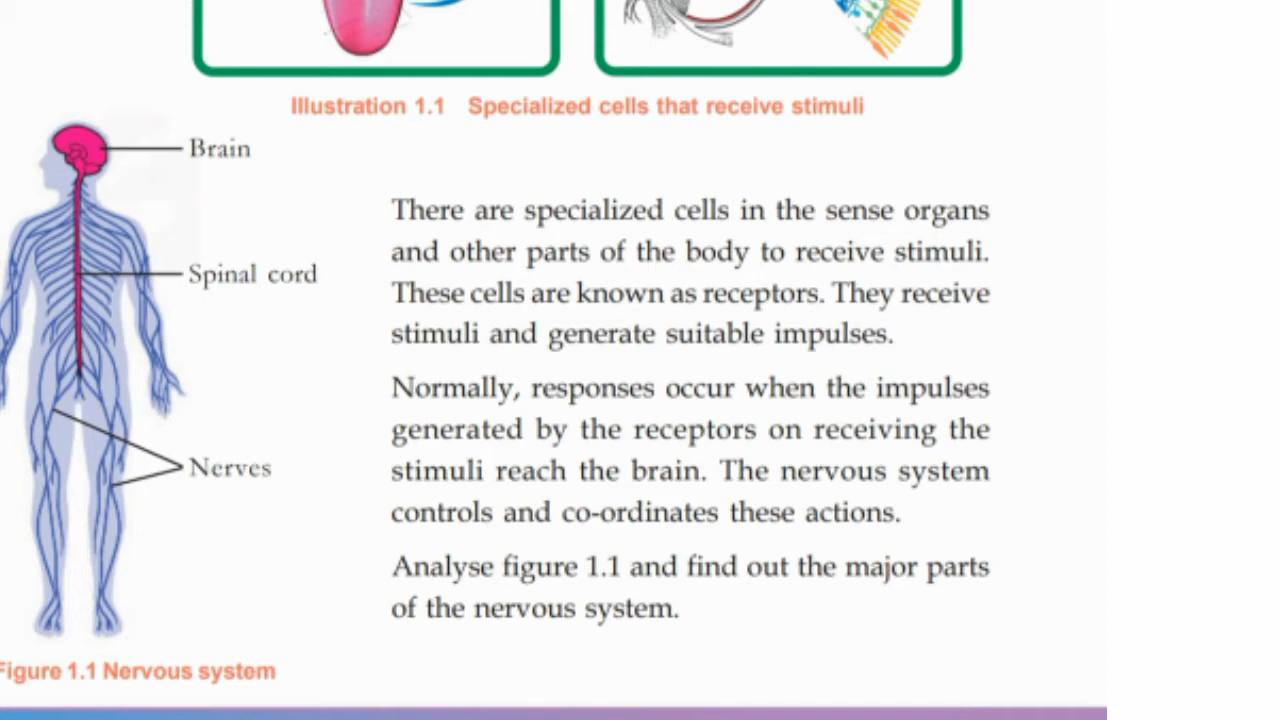 Illustration 1.1 Specialized cells that receive stimuli
Brain
Spinal cord
Nerves
Figure 1.1 Nervous system
There are specialized cells in the sense organs
and other parts of the body to receive stimuli.
These cells are known as receptors. They receive
stimuli and generate suitable impulses.
Normally, responses occur when the impulses
generated by the receptors on receiving the
stimuli reach the brain. The nervous system
controls and co-ordinates these actions.
Analyse figure 1.1 and find out the major parts
of the nervous system.